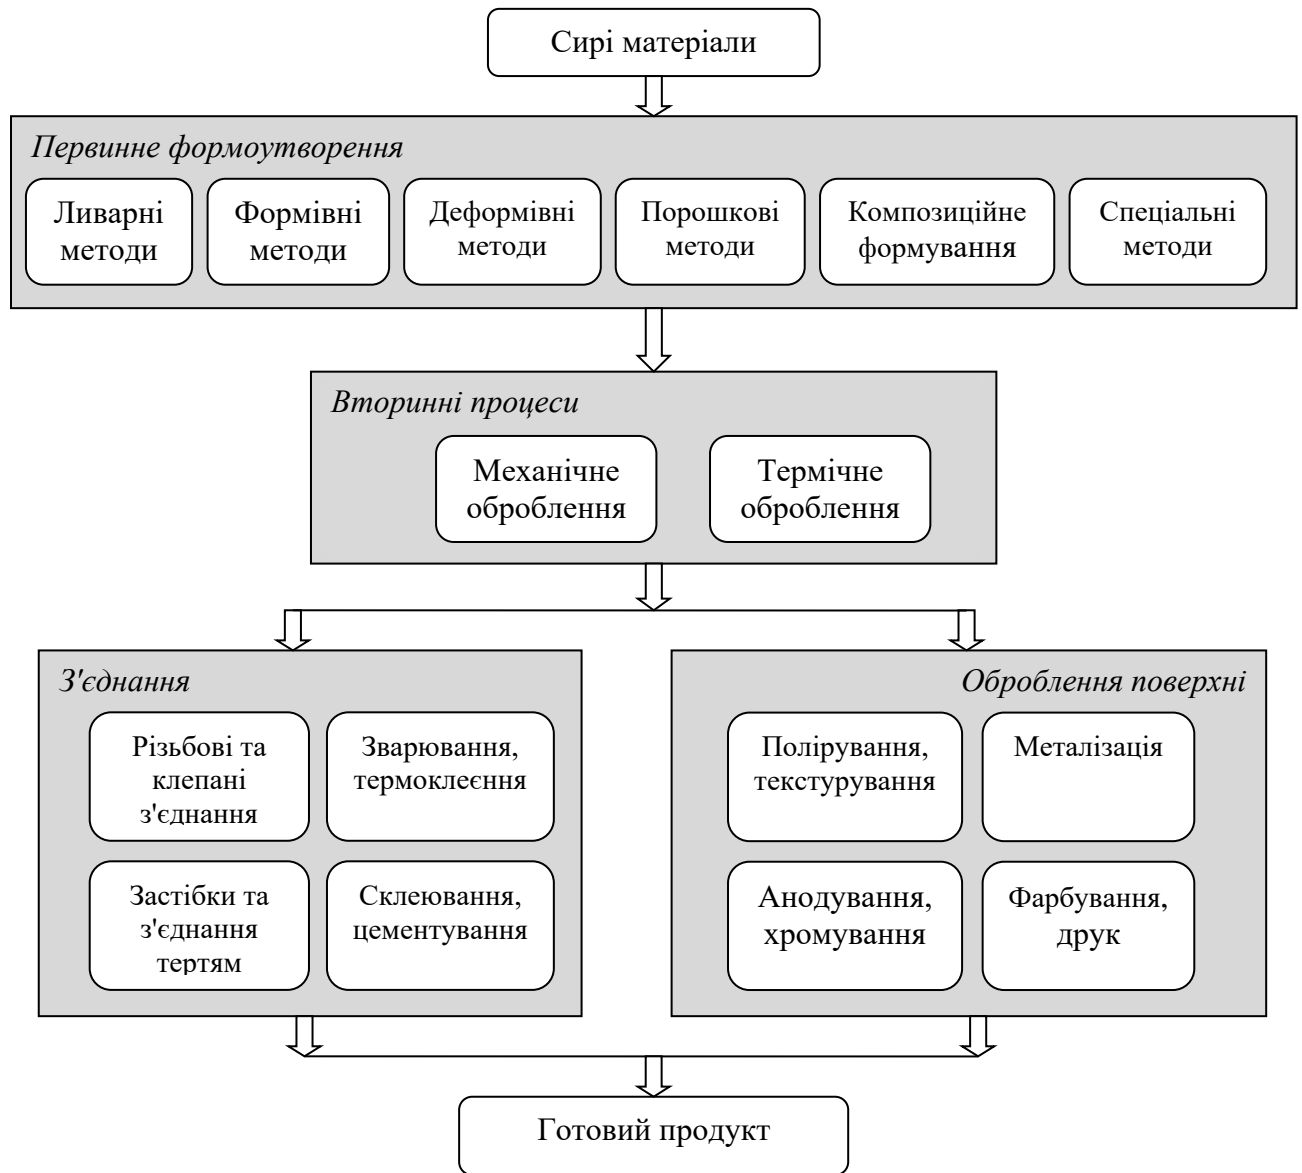 Сирі матеріали
Первинне формоутворення
Ливарні
методи
Формівні
методи
Деформівні
методи
Порошкові
методи
Композиційне
формування
Спеціальні
методи
Вторинні процеси
Механічне
оброблення
Термічне
оброблення
З'єднання
Різьбові та
клепані
з'єднання
Зварювання,
термоклеєння
Застібки та
з'єднання
тертям
Склеювання,
цементування
Оброблення поверхні
Полірування,
текстурування
Металізація
Анодування,
хромування
Фарбування,
друк
Готовий продукт